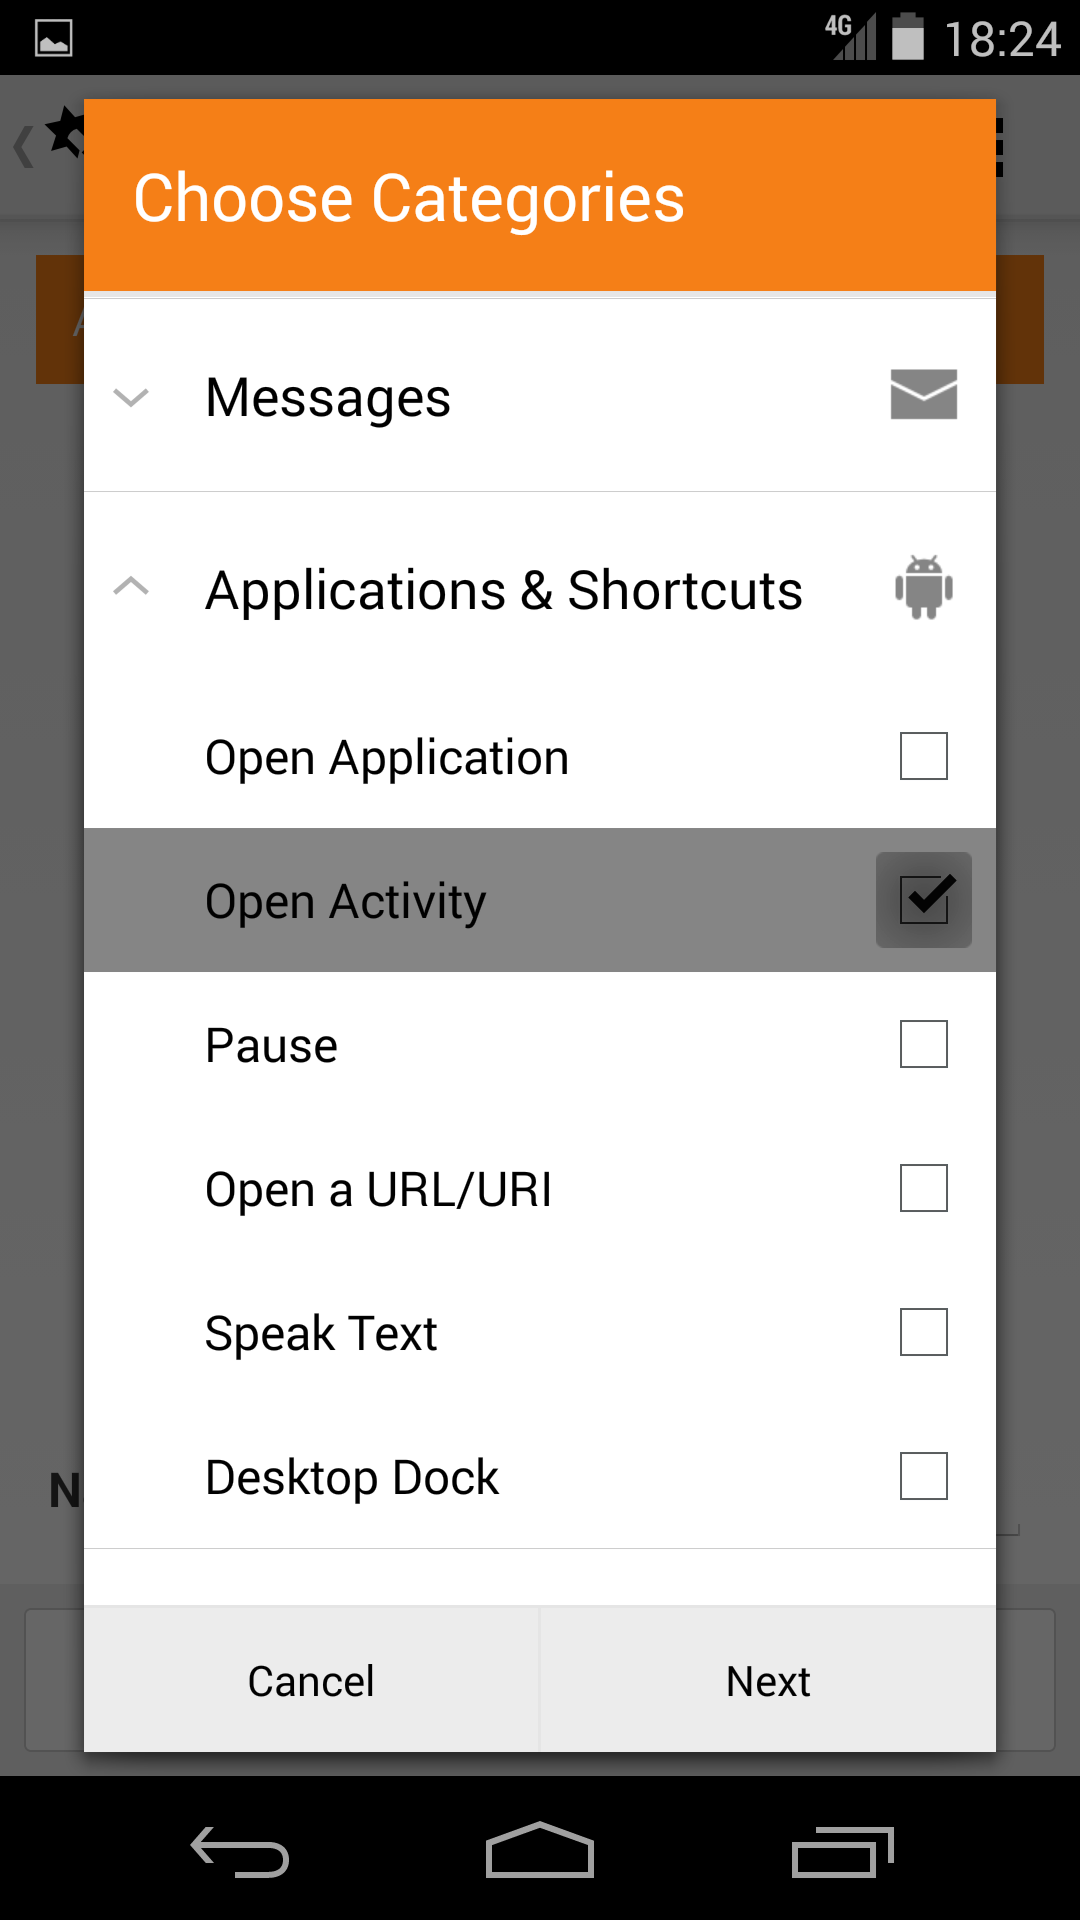 4G 18:24
Choose Categories
Messages
Applications & Shortcuts
Open Application
Open Activity
Pause
Open a URL/URI
Speak Text
Desktop Dock
Cancel Next